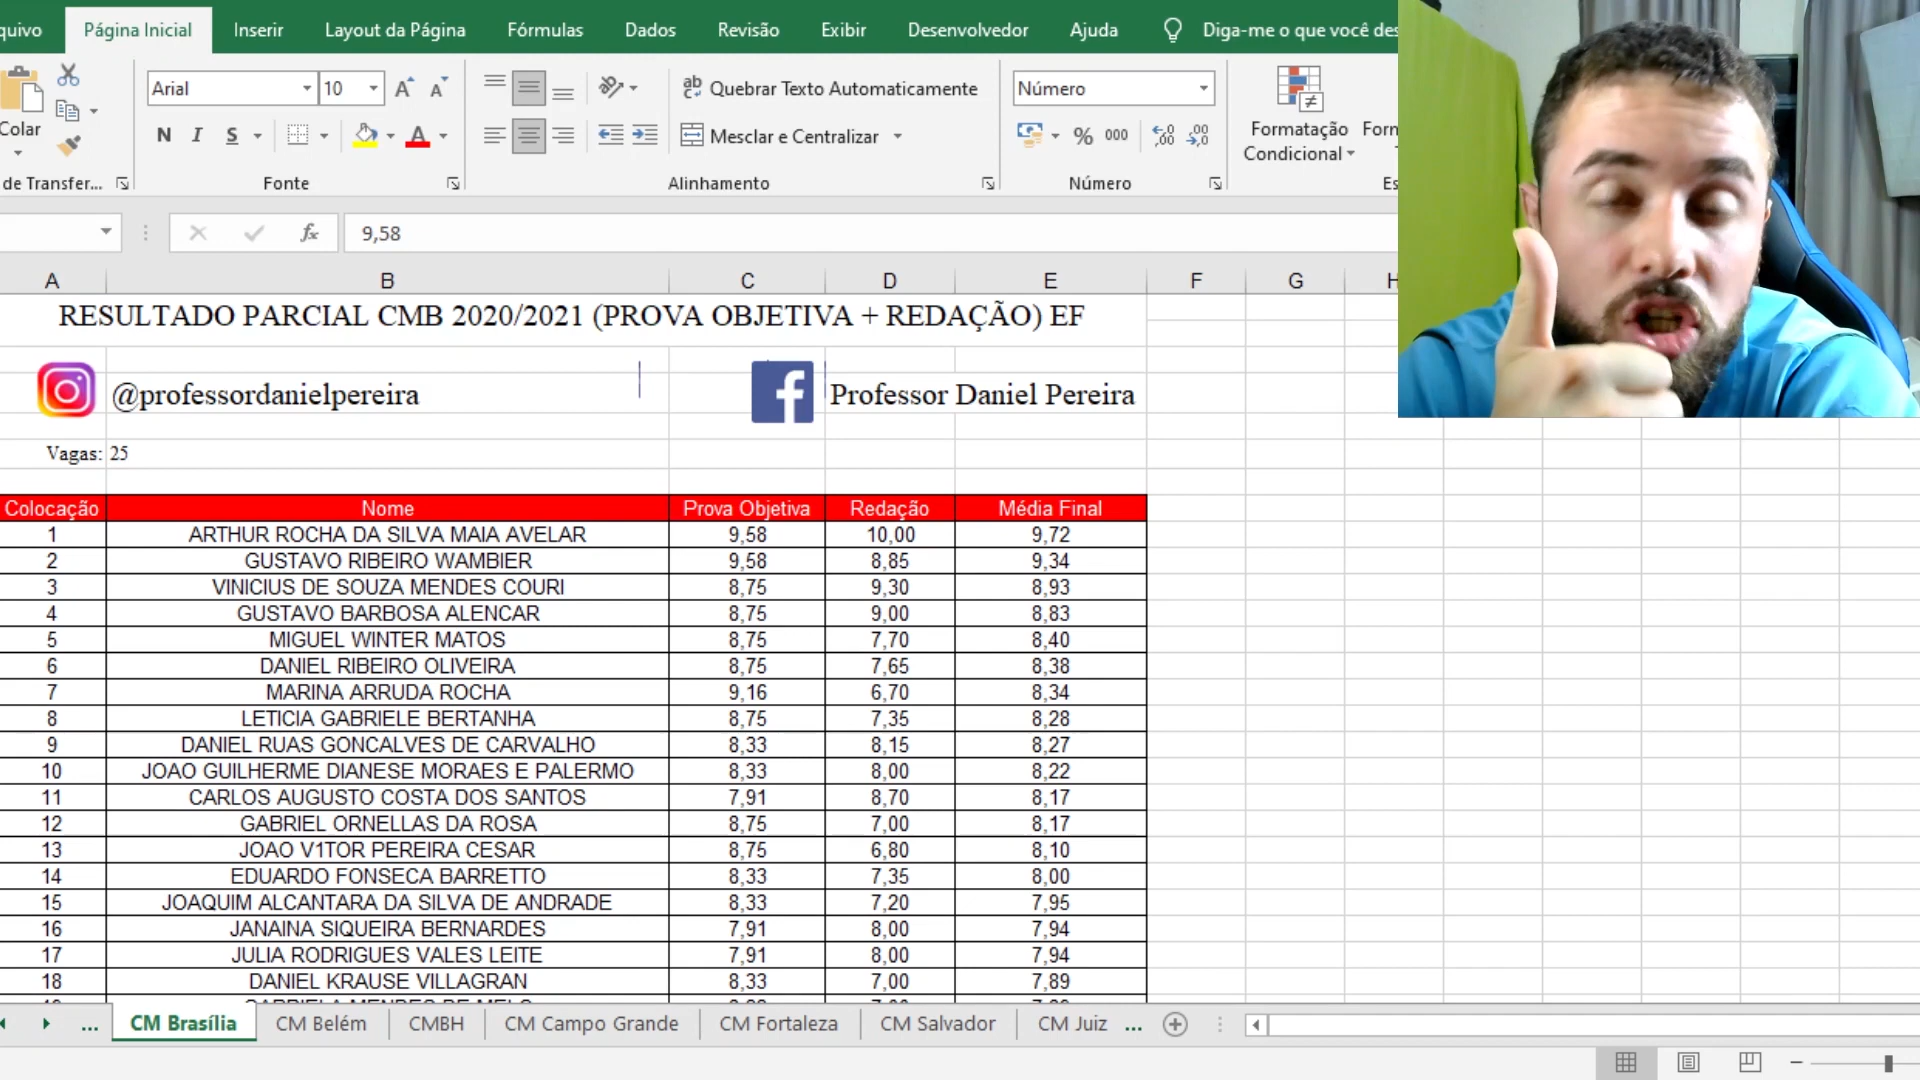 quivo Página Inicial Inserir Layout da Página Fórmulas Dados Revisão Exibir Desenvolvedor Ajuda Diga-me o que você des
Arial 10 ab Quebrar Texto Automaticamente Número
Colar N I S A Mesclar e Centralizar % 000 Formatação Condicional Forn
de Transfer... Fonte Alinhamento Número Es
fx 9,58
A B C D E F G H
RESULTADO PARCIAL CMB 2020/2021 (PROVA OBJETIVA + REDAÇÃO) EF
@professordanielpereira f Professor Daniel Pereira
Vagas: 25
Colocação Nome Prova Objetiva Redação Média Final
1 ARTHUR ROCHA DA SILVA MAIA AVELAR 9,58 10,00 9,72
2 GUSTAVO RIBEIRO WAMBIER 9,58 8,85 9,34
3 VINICIUS DE SOUZA MENDES COURI 8,75 9,30 8,93
4 GUSTAVO BARBOSA ALENCAR 8,75 9,00 8,83
5 MIGUEL WINTER MATOS 8,75 7,70 8,40
6 DANIEL RIBEIRO OLIVEIRA 8,75 7,65 8,38
7 MARINA ARRUDA ROCHA 9,16 6,70 8,34
8 LETICIA GABRIELE BERTANHA 8,75 7,35 8,28
9 DANIEL RUAS GONCALVES DE CARVALHO 8,33 8,15 8,27
10 JOAO GUILHERME DIANESE MORAES E PALERMO 8,33 8,00 8,22
11 CARLOS AUGUSTO COSTA DOS SANTOS 7,91 8,70 8,17
12 GABRIEL ORNELLAS DA ROSA 8,75 7,00 8,17
13 JOAO V1TOR PEREIRA CESAR 8,75 6,80 8,10
14 EDUARDO FONSECA BARRETTO 8,33 7,35 8,00
15 JOAQUIM ALCANTARA DA SILVA DE ANDRADE 8,33 7,20 7,95
16 JANAINA SIQUEIRA BERNARDES 7,91 8,00 7,94
17 JULIA RODRIGUES VALES LEITE 7,91 8,00 7,94
18 DANIEL KRAUSE VILLAGRAN 8,33 7,00 7,89
... CM Brasília CM Belém CMBH CM Campo Grande CM Fortaleza CM Salvador CM Juiz ...